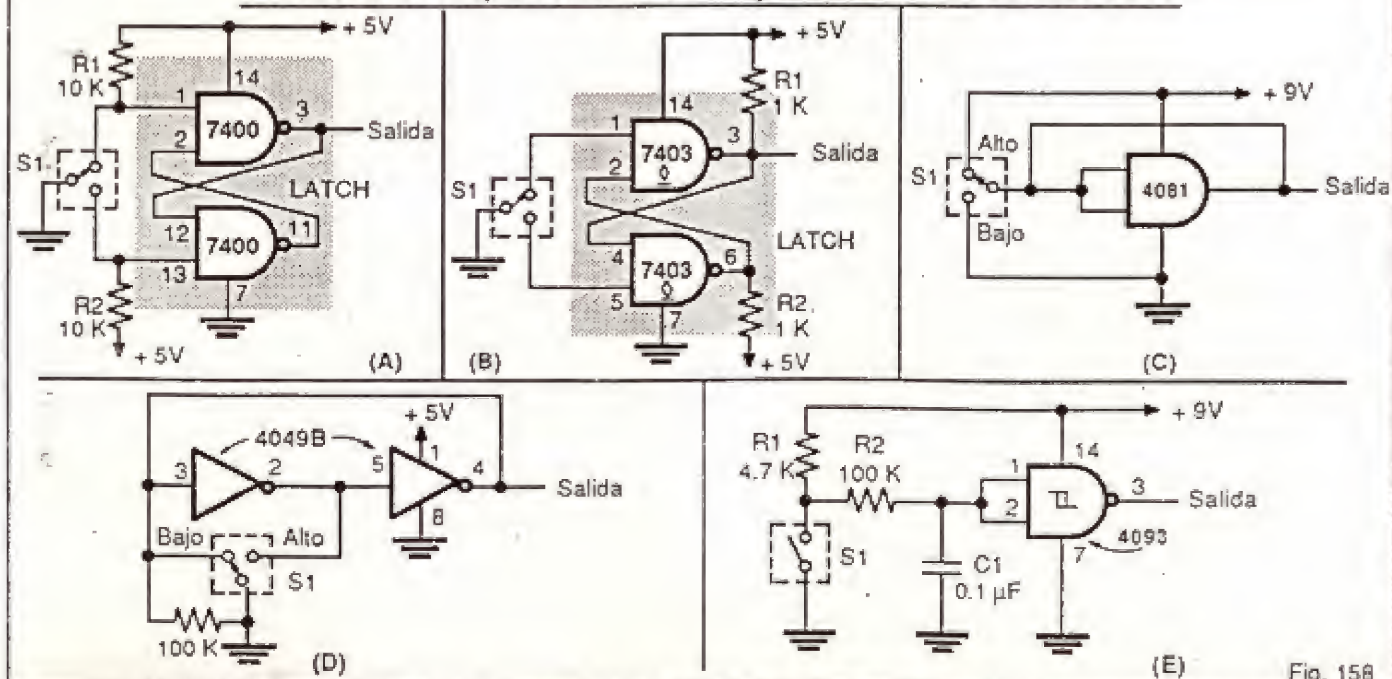 + 5V
R1
10 K
14
1
7400
3
Salida
2
S1
LATCH
12
7400
11
13
7
R2
10 K
+ 5V
(A)
+ 5V
R1
1 K
14
1
7403
3
Salida
2
S1
LATCH
4
7403
6
5
7
R2
1 K
+ 5V
(B)
+ 9V
Alto
S1
4081
Salida
Bajo
(C)
+ 5V
4049B
3
2
5
1
4
Salida
8
Bajo
Alto
S1
100 K
(D)
+ 9V
R1
4.7 K
R2
100 K
14
1
3
Salida
2
4093
7
S1
C1
0.1 µF
(E)
Fig. 158